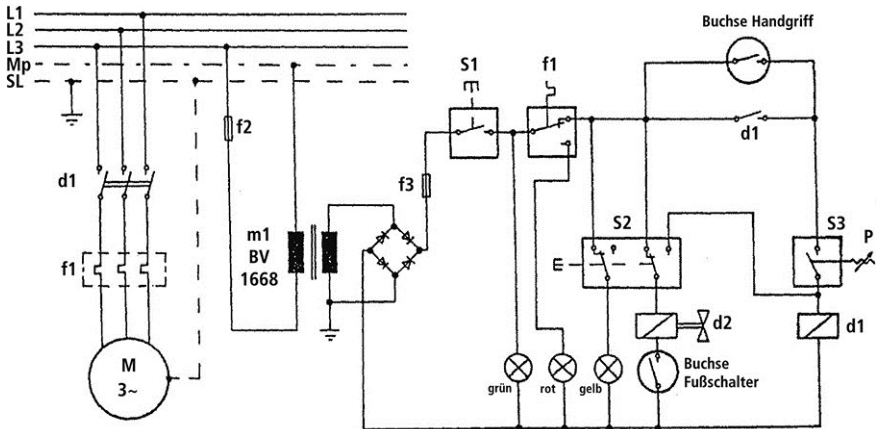 L1
L2
L3
Mp
SL
Buchse Handgriff
S1
f1
f2
d1
f3
d1
S2
S3
P
m1
BV
1668
f1
d2
d1
M
3~
grün
rot
gelb
Buchse
Fußschalter